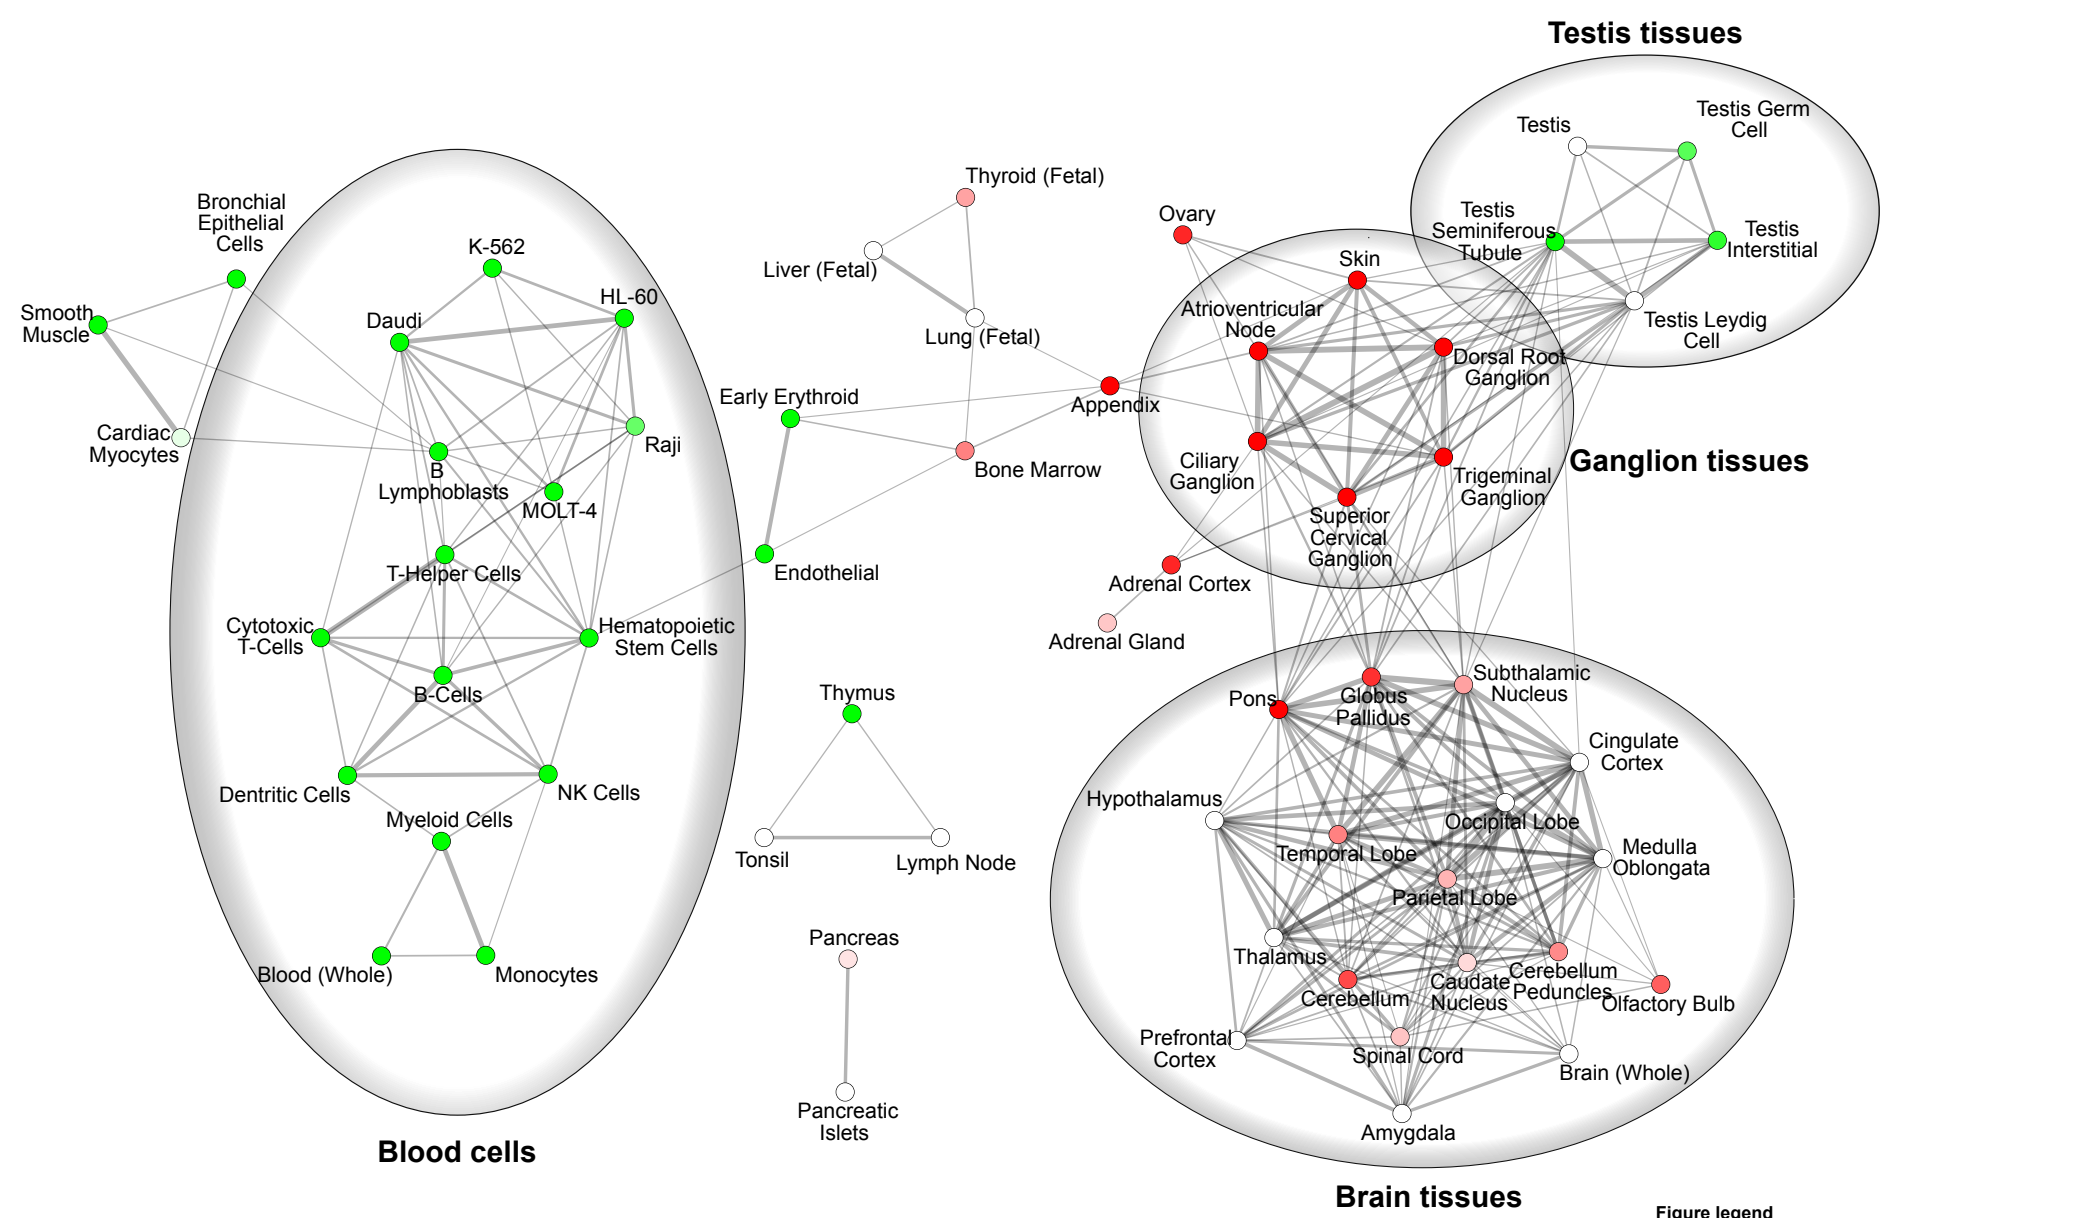 Testis tissues
Testis Germ
Cell
Testis
Testis
Seminiferous
Tubule
Testis
Interstitial
Testis Leydig
Cell
Bronchial
Epithelial
Cells
Smooth
Muscle
Cardiac
Myocytes
K-562
HL-60
Daudi
Raji
B
Lymphoblasts
MOLT-4
T-Helper Cells
Cytotoxic
T-Cells
Hematopoietic
Stem Cells
B-Cells
Dentritic Cells
NK Cells
Myeloid Cells
Blood (Whole)
Monocytes
Blood cells
Thyroid (Fetal)
Liver (Fetal)
Lung (Fetal)
Early Erythroid
Appendix
Bone Marrow
Endothelial
Thymus
Tonsil
Lymph Node
Pancreas
Pancreatic
Islets
Ovary
Skin
Atrioventricular
Node
Dorsal Root
Ganglion
Ciliary
Ganglion
Trigeminal
Ganglion
Superior
Cervical
Ganglion
Ganglion tissues
Adrenal Cortex
Adrenal Gland
Pons
Globus
Pallidus
Subthalamic
Nucleus
Cingulate
Cortex
Hypothalamus
Occipital Lobe
Temporal Lobe
Medulla
Oblongata
Parietal Lobe
Thalamus
Cerebellum
Caudate
Nucleus
Cerebellum
Peduncles
Olfactory Bulb
Prefrontal
Cortex
Spinal Cord
Brain (Whole)
Amygdala
Brain tissues
Figure legend